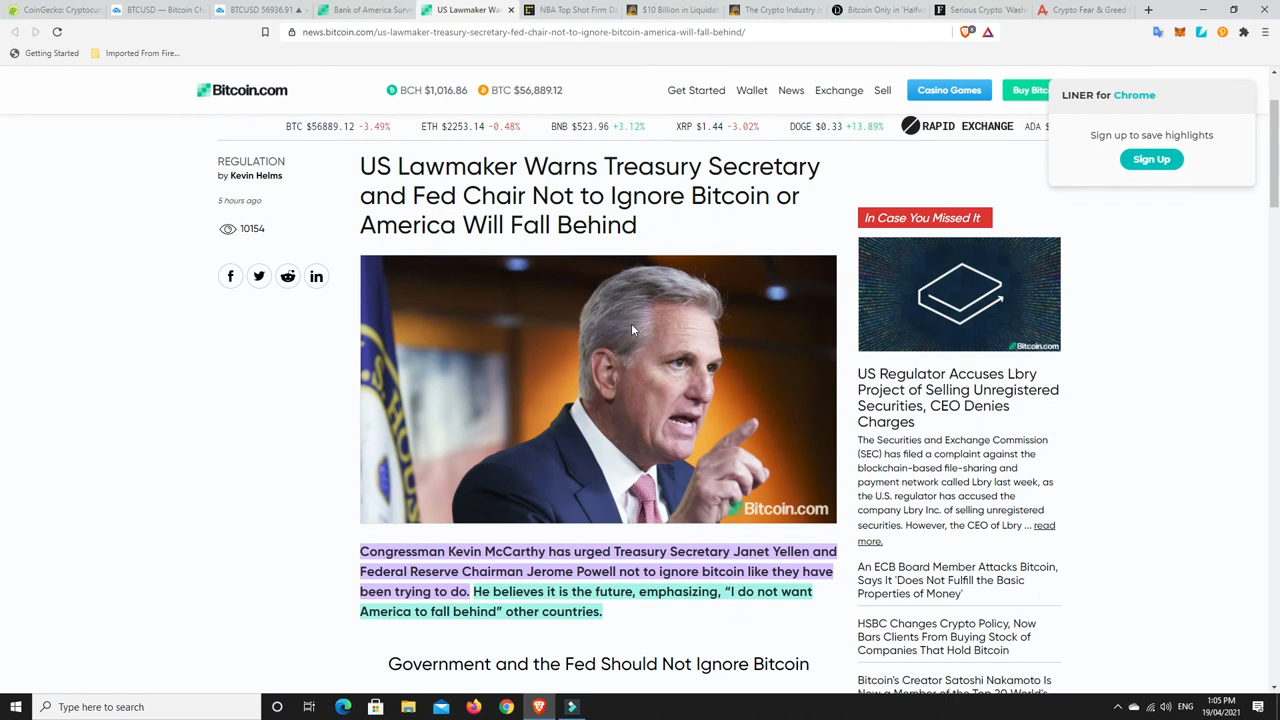 CoinGecko: Cryptocu
BTCUSD — Bitcoin Ch
BTCUSD 56936.91
Bank of America Surv
US Lawmaker War
NBA Top Shot Firm Da
$10 Billion in Liquida
The Crypto Industry i
Bitcoin Only in 'Halfw
Serious Crypto 'Wash
Crypto Fear & Greed
news.bitcoin.com/us-lawmaker-treasury-secretary-fed-chair-not-to-ignore-bitcoin-america-will-fall-behind/
Getting Started
Imported From Fire...
Bitcoin.com
BCH $1,016.86
BTC $56,889.12
Get Started
Wallet
News
Exchange
Sell
Casino Games
Buy Bitc
LINER for Chrome
Sign up to save highlights
Sign Up
BTC $56889.12 -3.49%
ETH $2253.14 -0.48%
BNB $523.96 +3.12%
XRP $1.44 -3.02%
DOGE $0.33 +13.89%
RAPID EXCHANGE
ADA $
REGULATION
by Kevin Helms
5 hours ago
10154
US Lawmaker Warns Treasury Secretary
and Fed Chair Not to Ignore Bitcoin or
America Will Fall Behind
Bitcoin.com
Congressman Kevin McCarthy has urged Treasury Secretary Janet Yellen and
Federal Reserve Chairman Jerome Powell not to ignore bitcoin like they have
been trying to do. He believes it is the future, emphasizing, “I do not want
America to fall behind” other countries.
Government and the Fed Should Not Ignore Bitcoin
In Case You Missed It
Bitcoin.com
US Regulator Accuses Lbry
Project of Selling Unregistered
Securities, CEO Denies
Charges
The Securities and Exchange Commission
(SEC) has filed a complaint against the
blockchain-based file-sharing and
payment network called Lbry last week, as
the U.S. regulator has accused the
company Lbry Inc. of selling unregistered
securities. However, the CEO of Lbry ... read
more.
An ECB Board Member Attacks Bitcoin,
Says It 'Does Not Fulfill the Basic
Properties of Money'
HSBC Changes Crypto Policy, Now
Bars Clients From Buying Stock of
Companies That Hold Bitcoin
Bitcoin's Creator Satoshi Nakamoto Is
Now a Member of the Top 20 World's
Type here to search
ENG
1:05 PM
19/04/2021